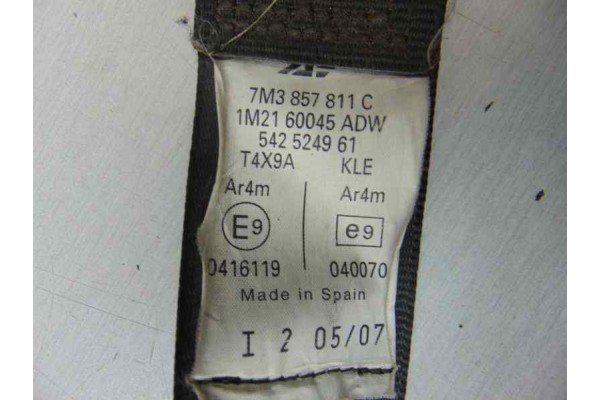 7M3 857 811 C
1M21 60045 ADW
542 5249 61
T4X9A KLE
Ar4m Ar4m
E9 e9
0416119 040070
Made in Spain
I 2 05/07